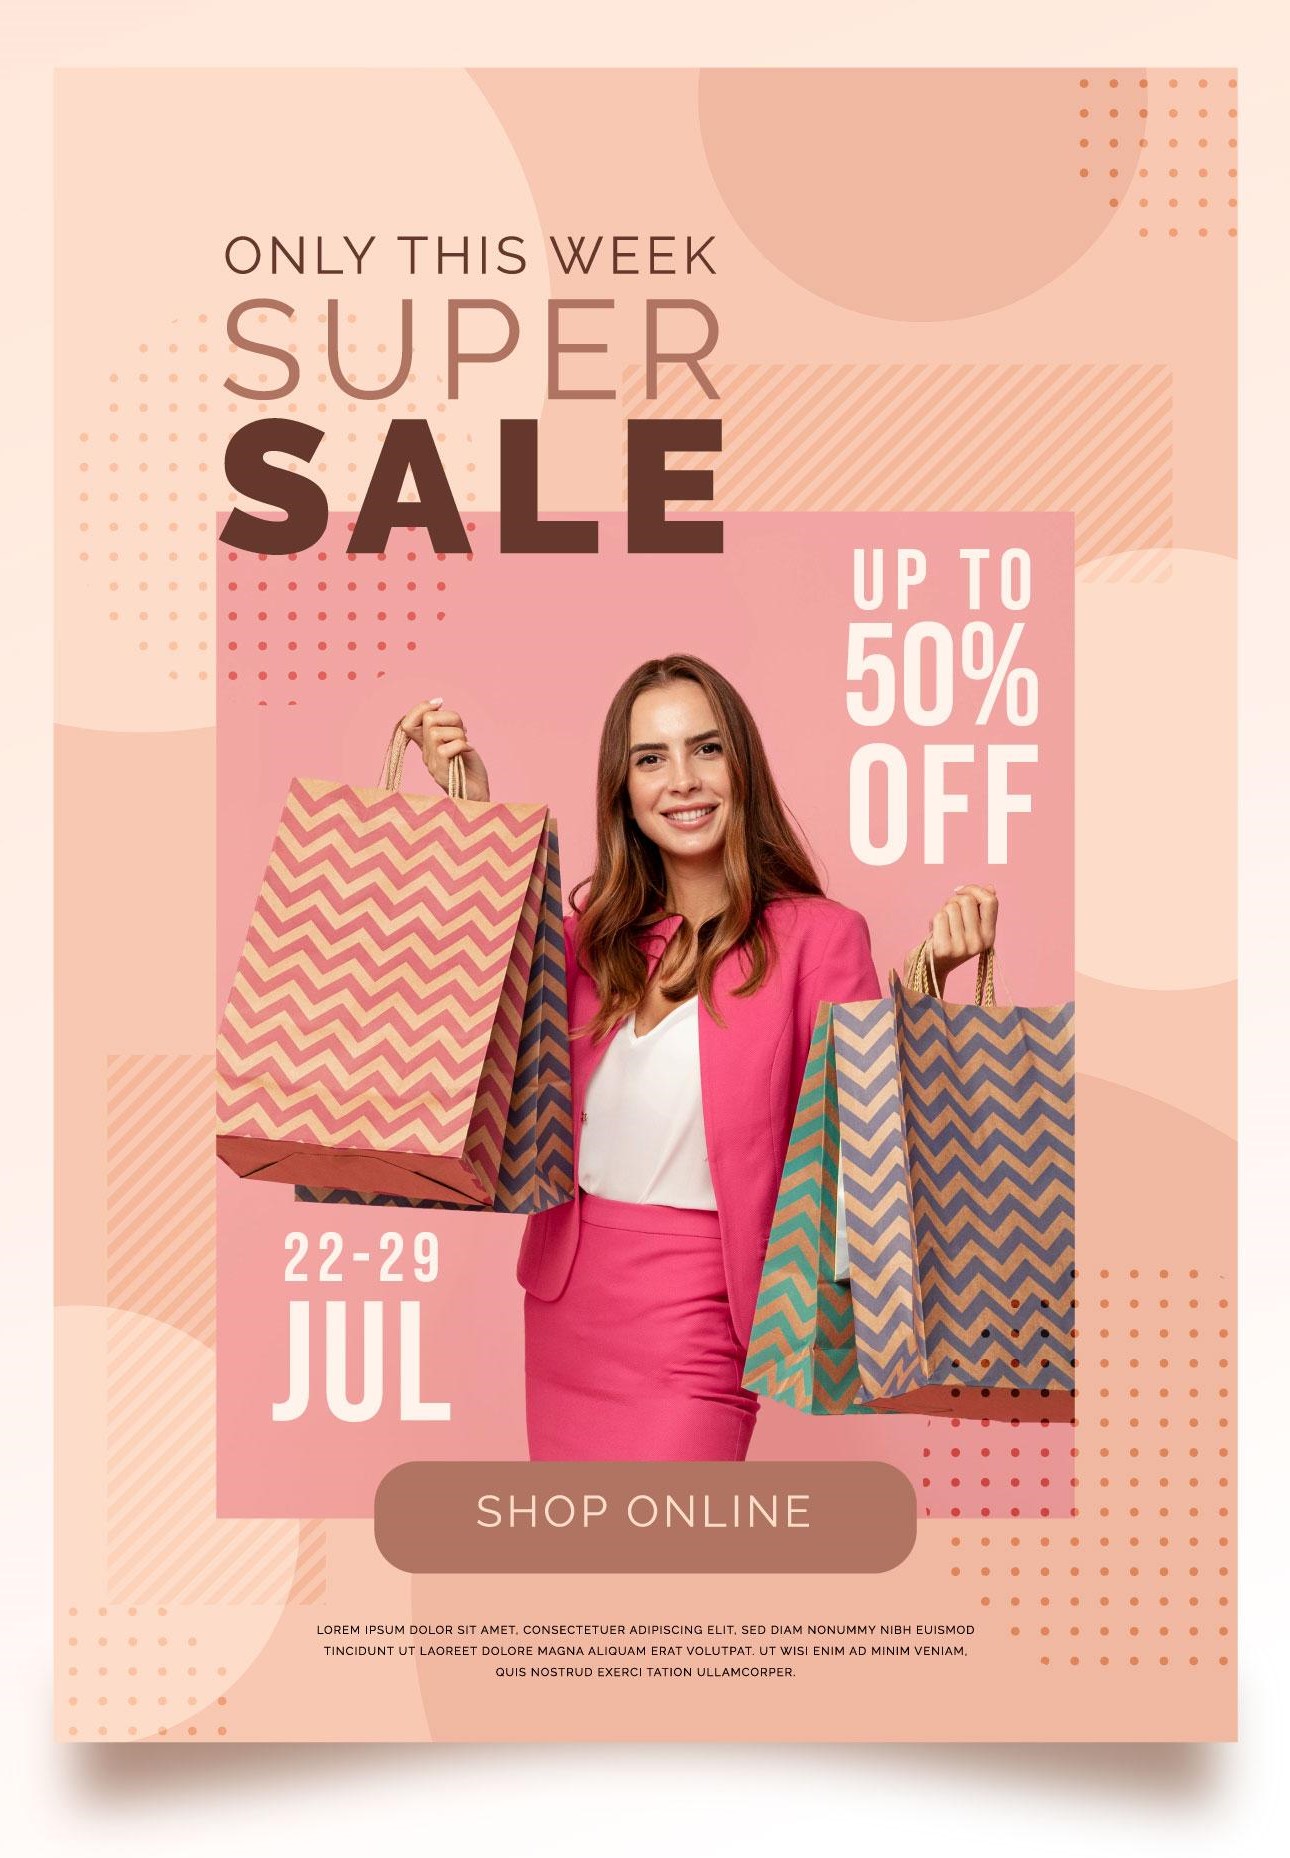 ONLY THIS WEEK
SUPER
SALE
UP TO
50%
OFF
22-29
JUL
SHOP ONLINE
LOREM IPSUM DOLOR SIT AMET, CONSECTETUER ADIPISCING ELIT, SED DIAM NONUMMY NIBH EUISMOD
TINCIDUNT UT LAOREET DOLORE MAGNA ALIQUAM ERAT VOLUTPAT. UT WISI ENIM AD MINIM VENIAM,
QUIS NOSTRUD EXERCI TATION ULLAMCORPER.